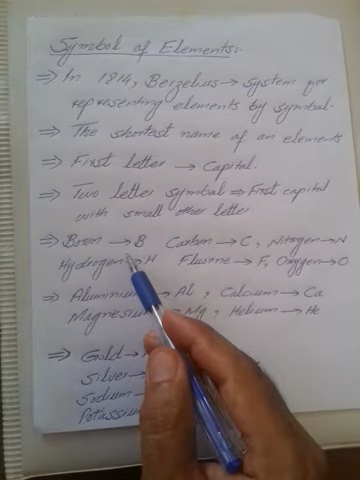 Symbol of Elements:-
⇒ In 1814, Berzelius → System for
representing elements by symbol.
⇒ The shortest name of an elements
⇒ First letter → Capital.
⇒ Two letter symbol ⇒ First capital
with small other letter.
⇒ Boron → B Carbon → C, Nitrogen → N
Hydrogen → H Fluorine → F, Oxygen → O
⇒ Aluminium → Al, Calcium → Ca
Magnesium → Mg, Helium → He
⇒ Gold →
Silver →
Sodium →
Potassium